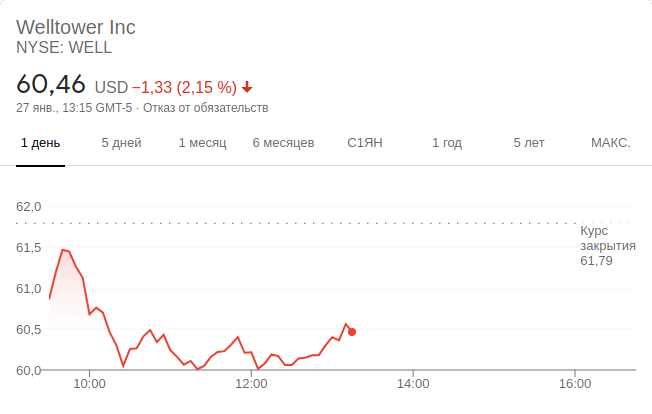 Welltower Inc
NYSE: WELL
60,46 USD −1,33 (2,15 %)
27 янв., 13:15 GMT-5 · Отказ от обязательств
1 день 5 дней 1 месяц 6 месяцев С1ЯН 1 год 5 лет МАКС.
62,0
Курс
61,5 закрытия
61,79
61,0
60,5
60,0
10:00 12:00 14:00 16:00